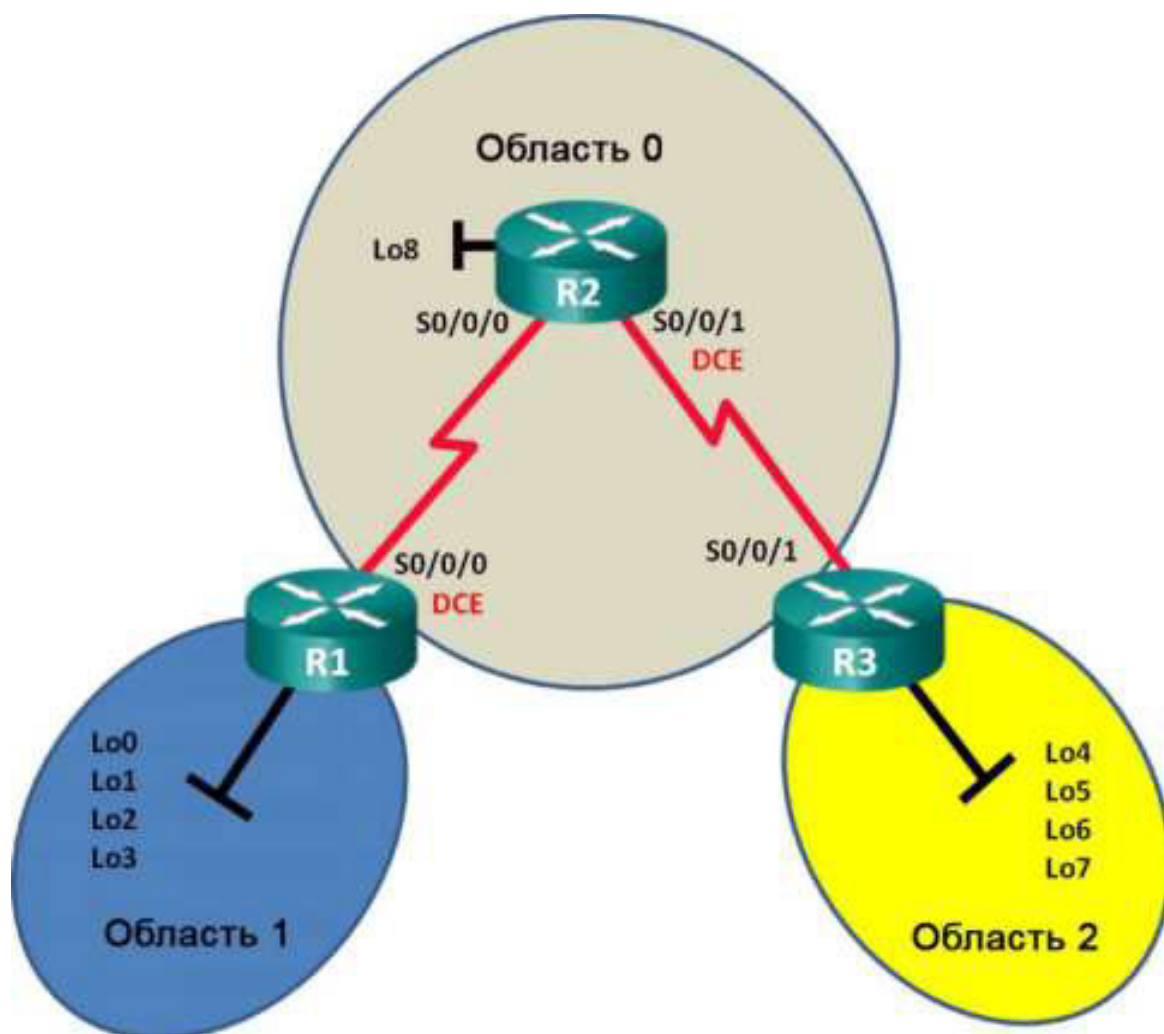 Область 0
Lo8
R2
S0/0/0
S0/0/1
DCE
S0/0/0
DCE
S0/0/1
R1
R3
Lo0
Lo1
Lo2
Lo3
Область 1
Lo4
Lo5
Lo6
Lo7
Область 2